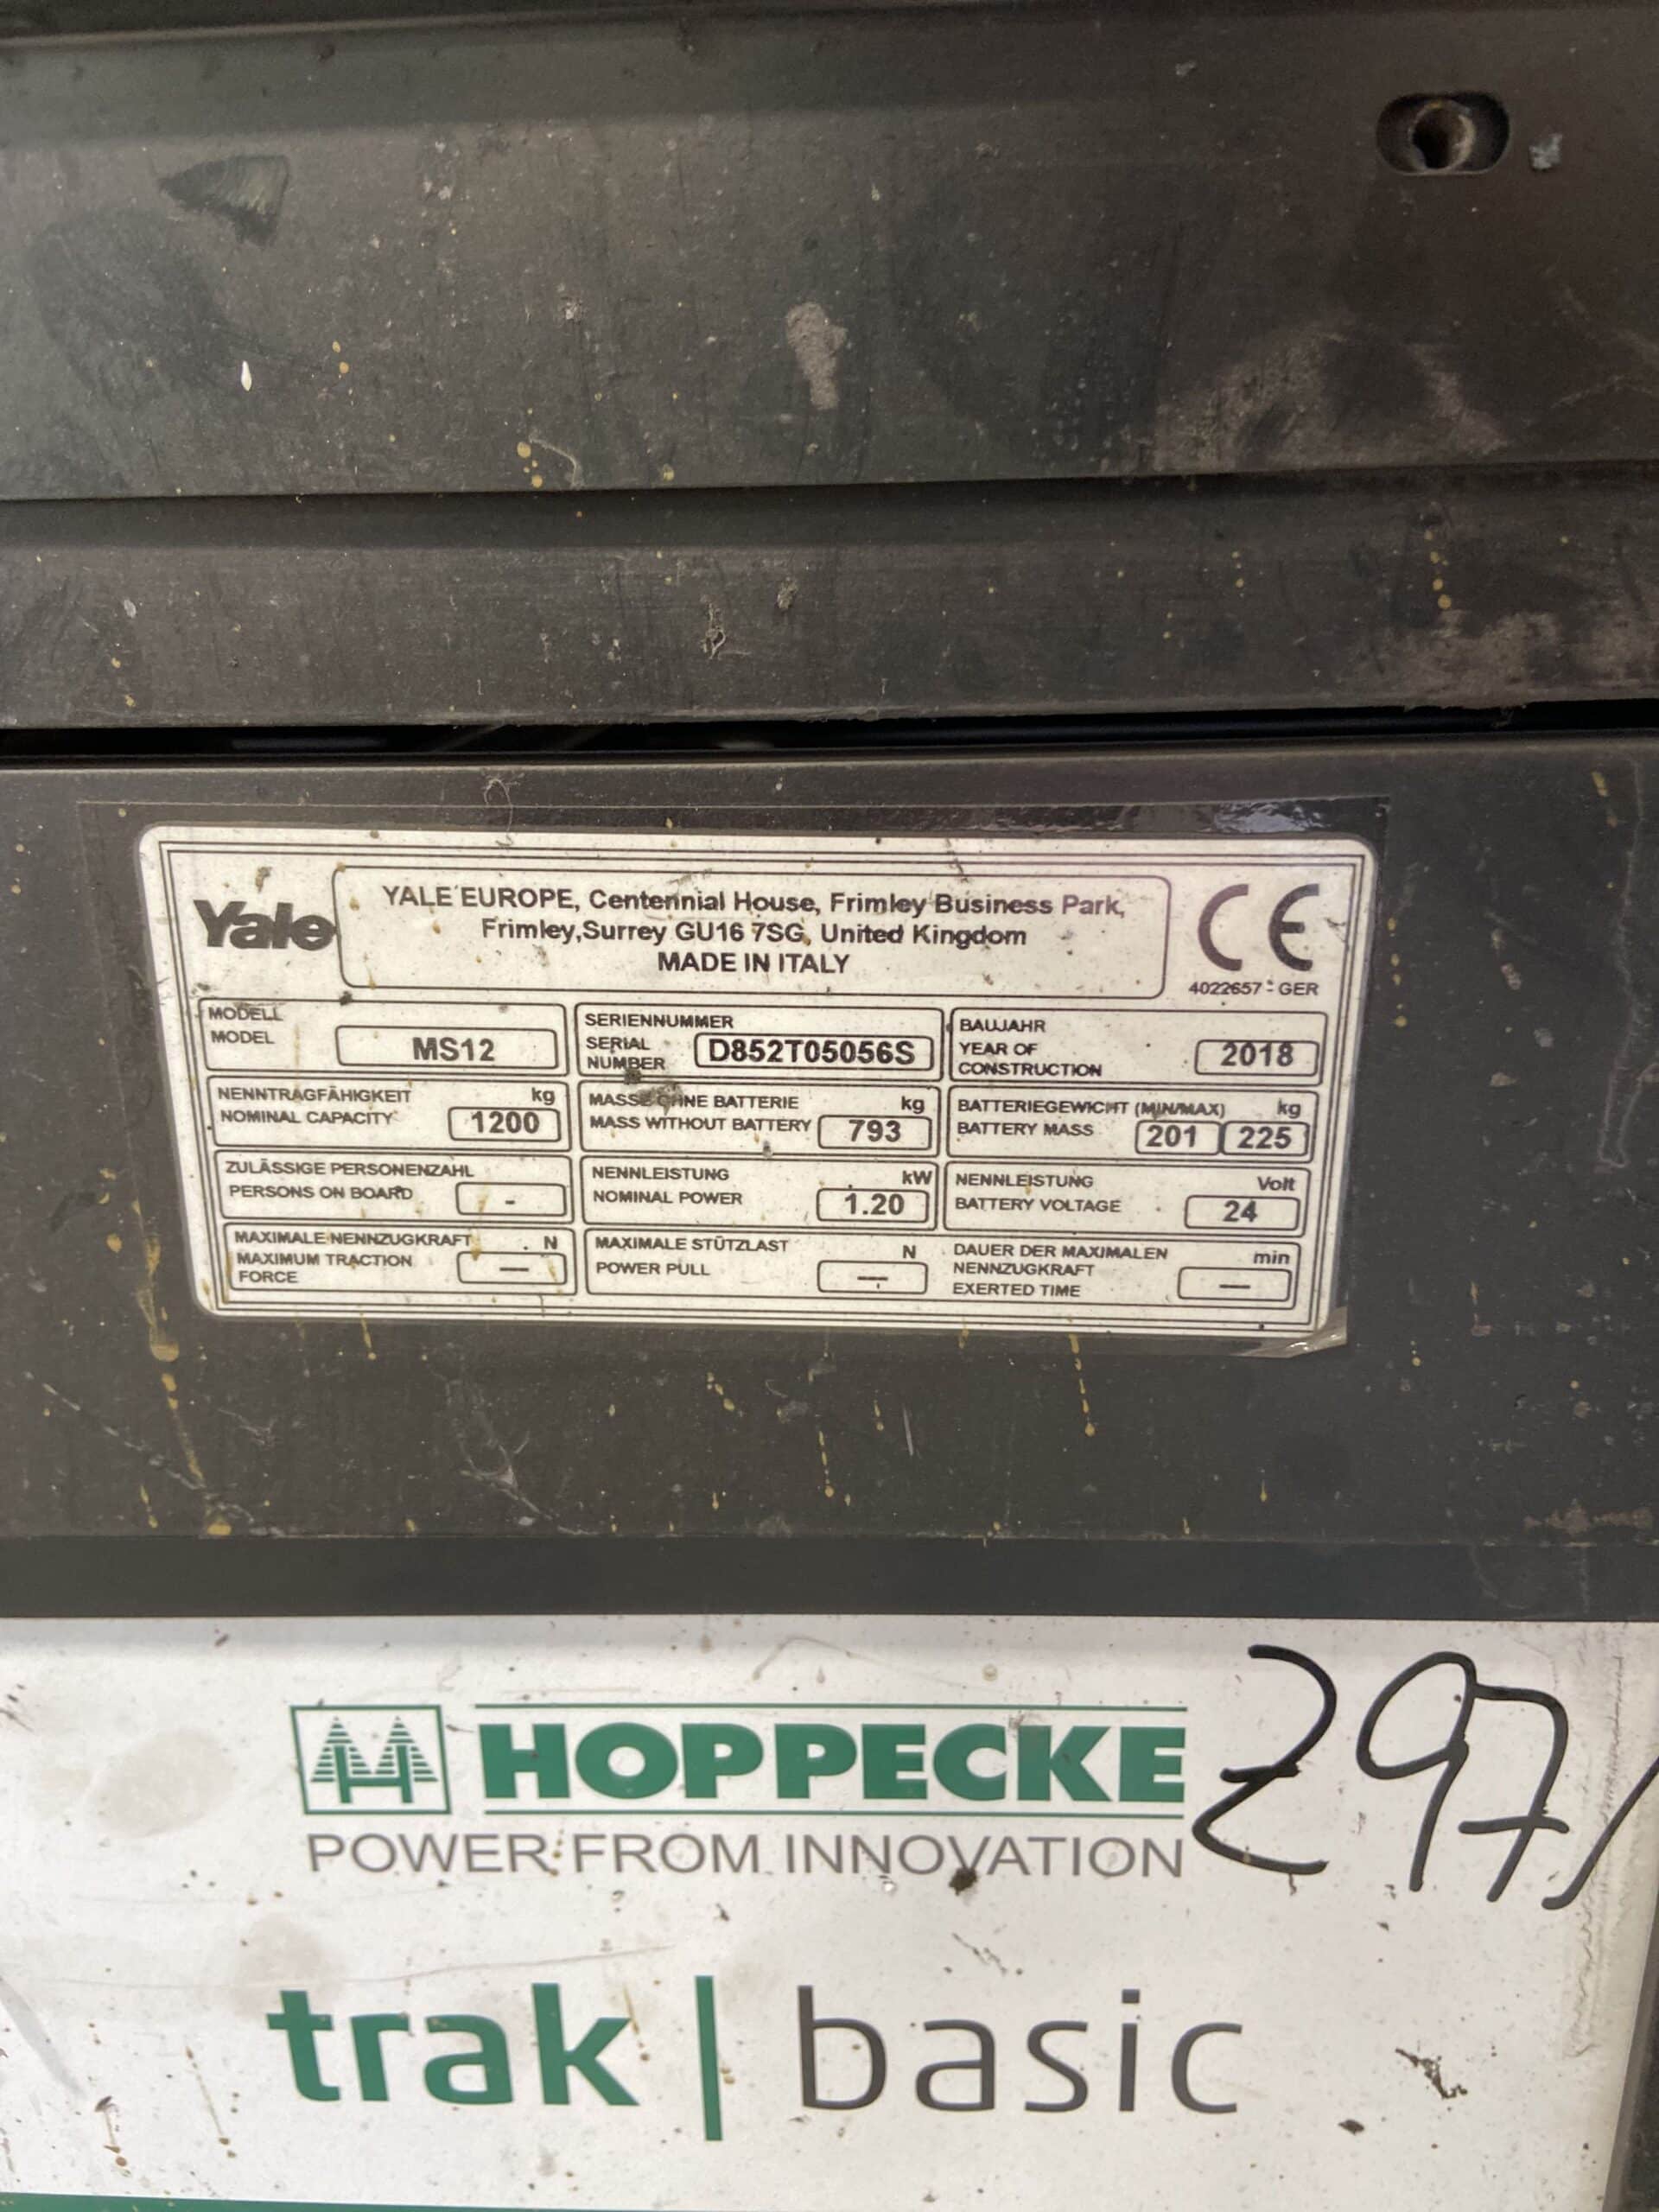 Yale
YALE EUROPE, Centennial House, Frimley Business Park,
Frimley,Surrey GU16 7SG, United Kingdom
MADE IN ITALY
CE
4022657 - GER
MODELL
MODEL
MS12
SERIENNUMMER
SERIAL
NUMBER
D852T05056S
BAUJAHR
YEAR OF
CONSTRUCTION
2018
NENNTRAGFÄHIGKEIT kg
NOMINAL CAPACITY 1200
MASSE OHNE BATTERIE kg
MASS WITHOUT BATTERY 793
BATTERIEGEWICHT (MIN/MAX) kg
BATTERY MASS 201 225
ZULÄSSIGE PERSONENZAHL
PERSONS ON BOARD -
NENNLEISTUNG kW
NOMINAL POWER 1.20
NENNLEISTUNG Volt
BATTERY VOLTAGE 24
MAXIMALE NENNZUGKRAFT N
MAXIMUM TRACTION —
FORCE
MAXIMALE STÜTZLAST N
POWER PULL —
DAUER DER MAXIMALEN min
NENNZUGKRAFT —
EXERTED TIME
HOPPECKE
POWER FROM INNOVATION
297
trak | basic